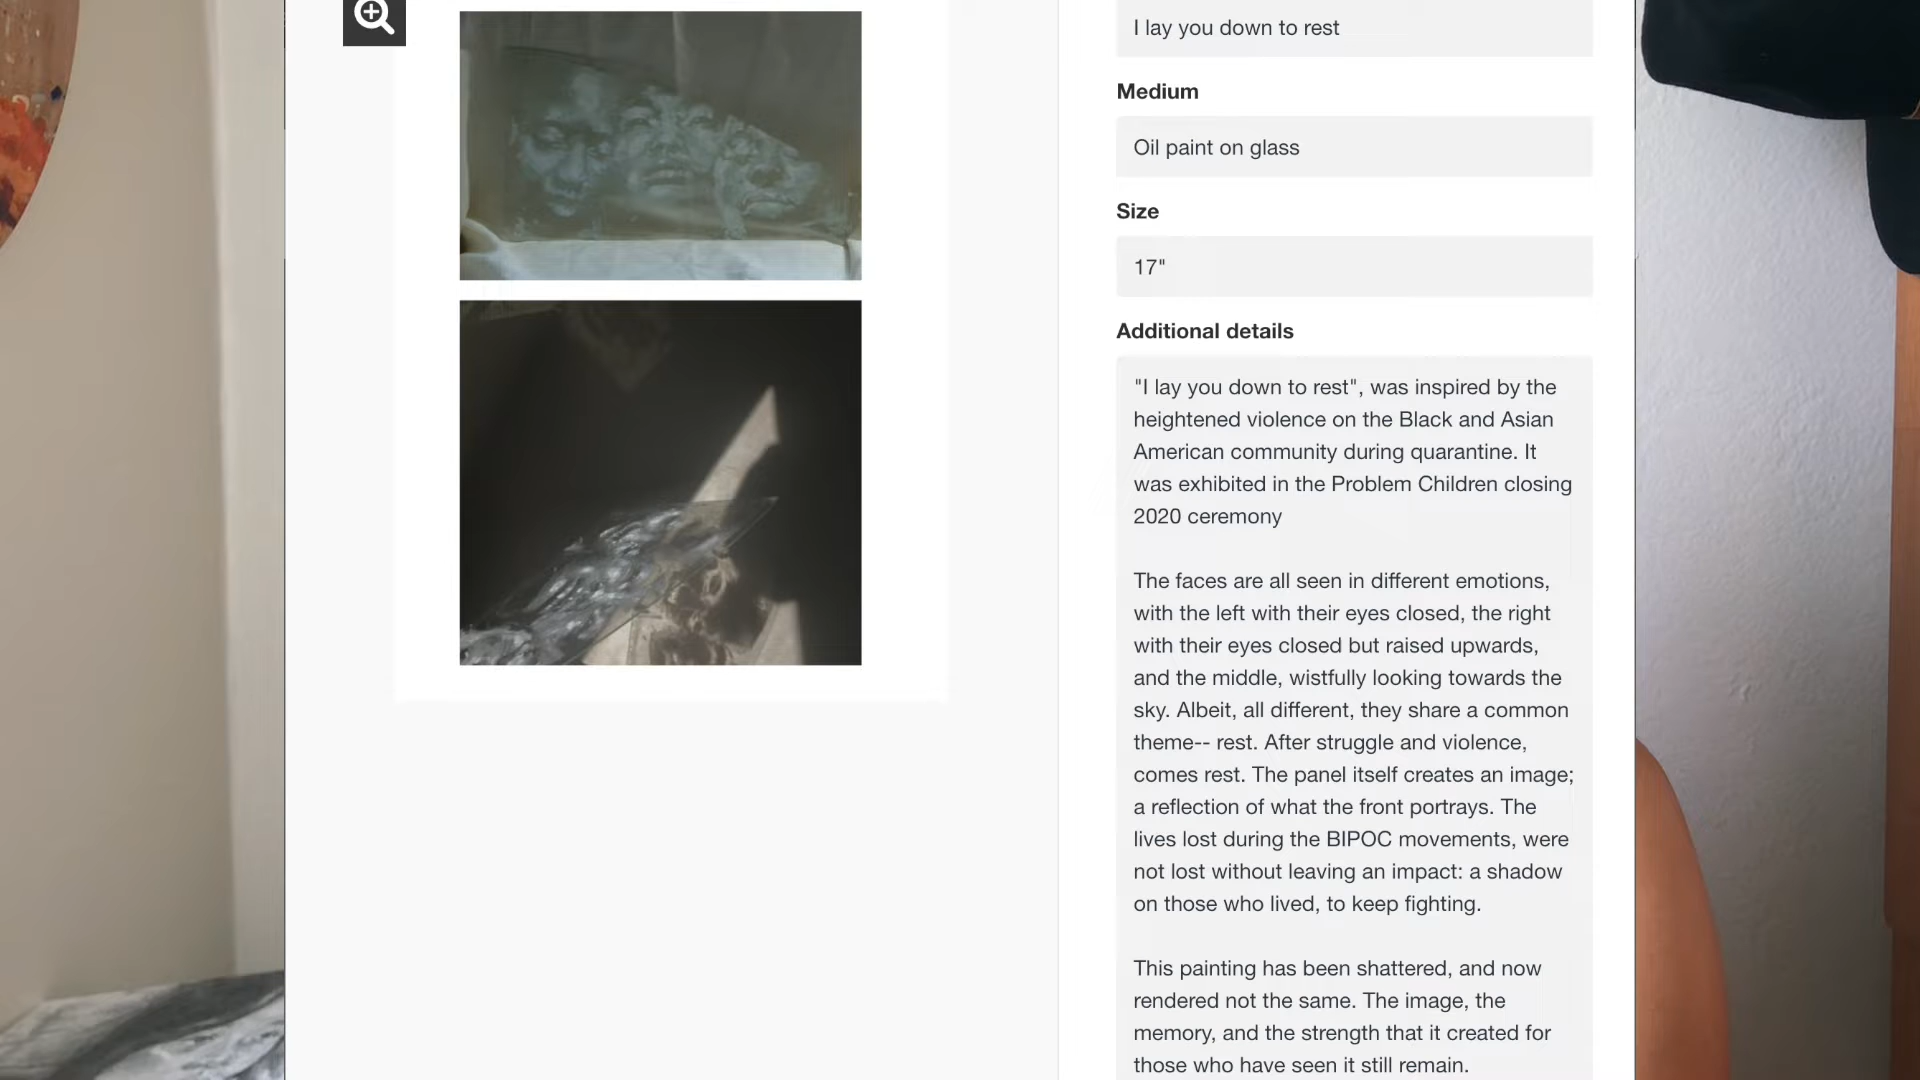 I lay you down to rest
Medium
Oil paint on glass
Size
17"
Additional details
"I lay you down to rest", was inspired by the
heightened violence on the Black and Asian
American community during quarantine. It
was exhibited in the Problem Children closing
2020 ceremony
The faces are all seen in different emotions,
with the left with their eyes closed, the right
with their eyes closed but raised upwards,
and the middle, wistfully looking towards the
sky. Albeit, all different, they share a common
theme-- rest. After struggle and violence,
comes rest. The panel itself creates an image;
a reflection of what the front portrays. The
lives lost during the BIPOC movements, were
not lost without leaving an impact: a shadow
on those who lived, to keep fighting.
This painting has been shattered, and now
rendered not the same. The image, the
memory, and the strength that it created for
those who have seen it still remain.